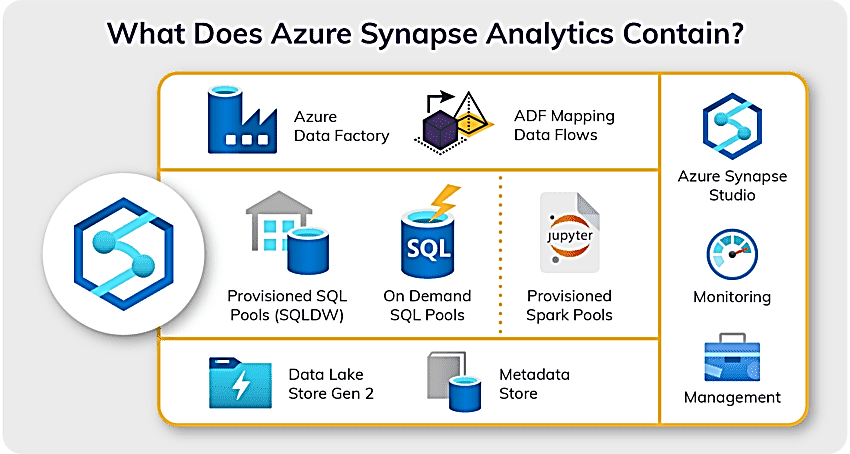 What Does Azure Synapse Analytics Contain?
Azure
Data Factory
ADF Mapping
Data Flows
Provisioned SQL
Pools (SQLDW)
SQL
On Demand
SQL Pools
jupyter
Provisioned
Spark Pools
Data Lake
Store Gen 2
Metadata
Store
Azure Synapse
Studio
Monitoring
Management